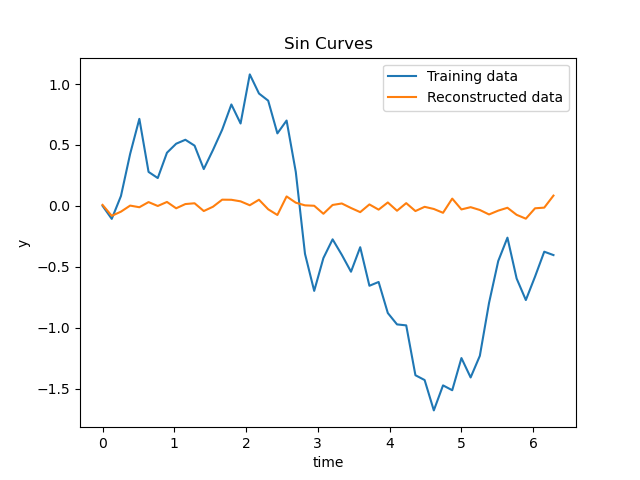 Sin Curves
Training data
Reconstructed data
1.0
0.5
0.0
−0.5
−1.0
−1.5
y
0 1 2 3 4 5 6
time